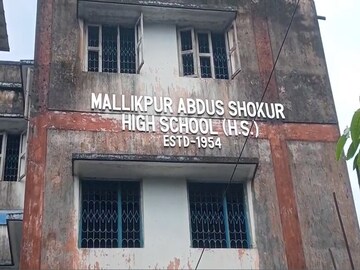 MALLIKPUR ABDUS SHOKUR
HIGH SCHOOL (H.S.)
ESTD-1954